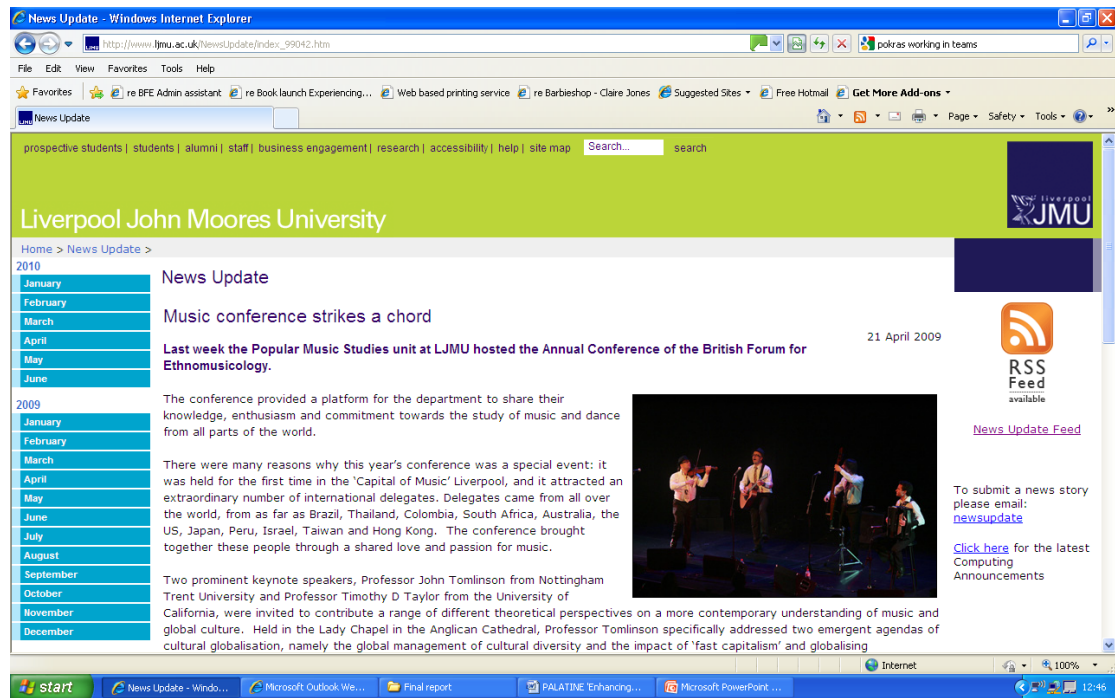 News Update - Windows Internet Explorer
http://www.ljmu.ac.uk/NewsUpdate/index_99042.htm
pokras working in teams
File Edit View Favorites Tools Help
Favorites re BFE Admin assistant re Book launch Experiencing... Web based printing service re Barbieshop - Claire Jones Suggested Sites Free Hotmail Get More Add-ons
News Update
Page Safety Tools
prospective students | students | alumni | staff | business engagement | research | accessibility | help | site map Search... search
liverpool
JMU
Liverpool John Moores University
Home > News Update >
2010
January
February
March
April
May
June
2009
January
February
March
April
May
June
July
August
September
October
November
December
News Update
Music conference strikes a chord
21 April 2009
Last week the Popular Music Studies unit at LJMU hosted the Annual Conference of the British Forum for
Ethnomusicology.
The conference provided a platform for the department to share their
knowledge, enthusiasm and commitment towards the study of music and dance
from all parts of the world.
There were many reasons why this year's conference was a special event: it
was held for the first time in the 'Capital of Music' Liverpool, and it attracted an
extraordinary number of international delegates. Delegates came from all over
the world, from as far as Brazil, Thailand, Colombia, South Africa, Australia, the
US, Japan, Peru, Israel, Taiwan and Hong Kong. The conference brought
together these people through a shared love and passion for music.
Two prominent keynote speakers, Professor John Tomlinson from Nottingham
Trent University and Professor Timothy D Taylor from the University of
California, were invited to contribute a range of different theoretical perspectives on a more contemporary understanding of music and
global culture. Held in the Lady Chapel in the Anglican Cathedral, Professor Tomlinson specifically addressed two emergent agendas of
cultural globalisation, namely the global management of cultural diversity and the impact of 'fast capitalism' and globalising
RSS
Feed
available
News Update Feed
To submit a news story
please email:
newsupdate
Click here for the latest
Computing
Announcements
Internet 100%
start News Update - Windo... Microsoft Outlook We... Final report PALATINE 'Enhancing... Microsoft PowerPoint ... 12:46